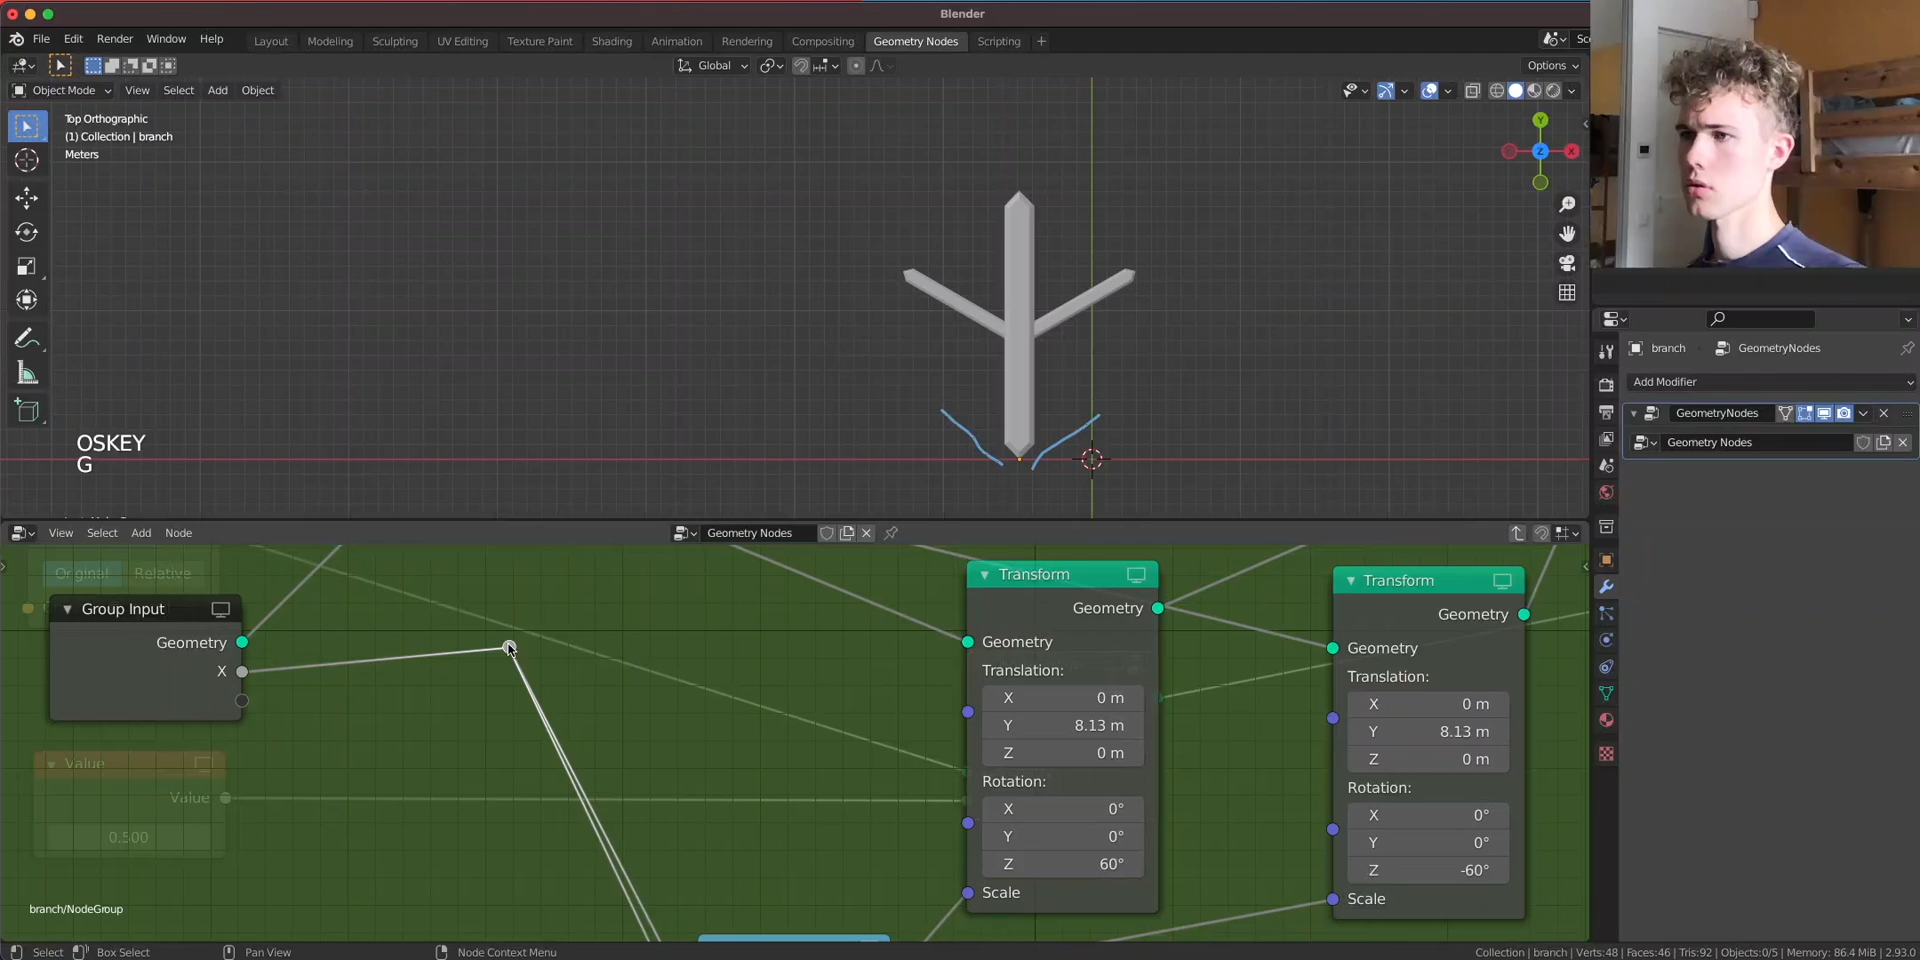 Blender
File Edit Render Window Help
Layout Modeling Sculpting UV Editing Texture Paint Shading Animation Rendering Compositing Geometry Nodes Scripting +
Sc
Global
Options
Object Mode View Select Add Object
Top Orthographic
(1) Collection | branch
Meters
Y
Z
X
OSKEY
G
branch GeometryNodes
Add Modifier
GeometryNodes
Geometry Nodes
View Select Add Node
Geometry Nodes
Original Relative
Group Input
Geometry
X
Value
Value
0.500
Transform
Geometry
Geometry
Translation:
X 0 m
Y 8.13 m
Z 0 m
Rotation:
X 0°
Y 0°
Z 60°
Scale
Transform
Geometry
Geometry
Translation:
X 0 m
Y 8.13 m
Z 0 m
Rotation:
X 0°
Y 0°
Z -60°
Scale
branch/NodeGroup
Select Box Select Pan View Node Context Menu
Collection | branch | Verts:48 | Faces:46 | Tris:92 | Objects:0/5 | Memory: 86.4 MiB | 2.93.0